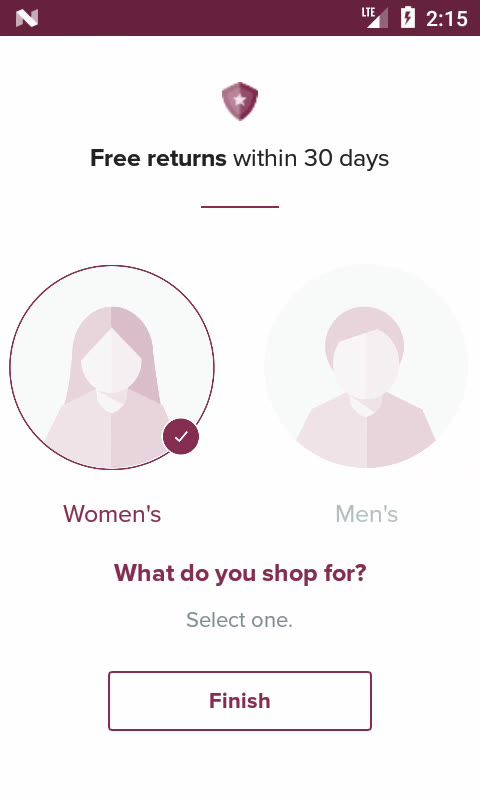 LTE 2:15
Free returns within 30 days
Women's
Men's
What do you shop for?
Select one.
Finish